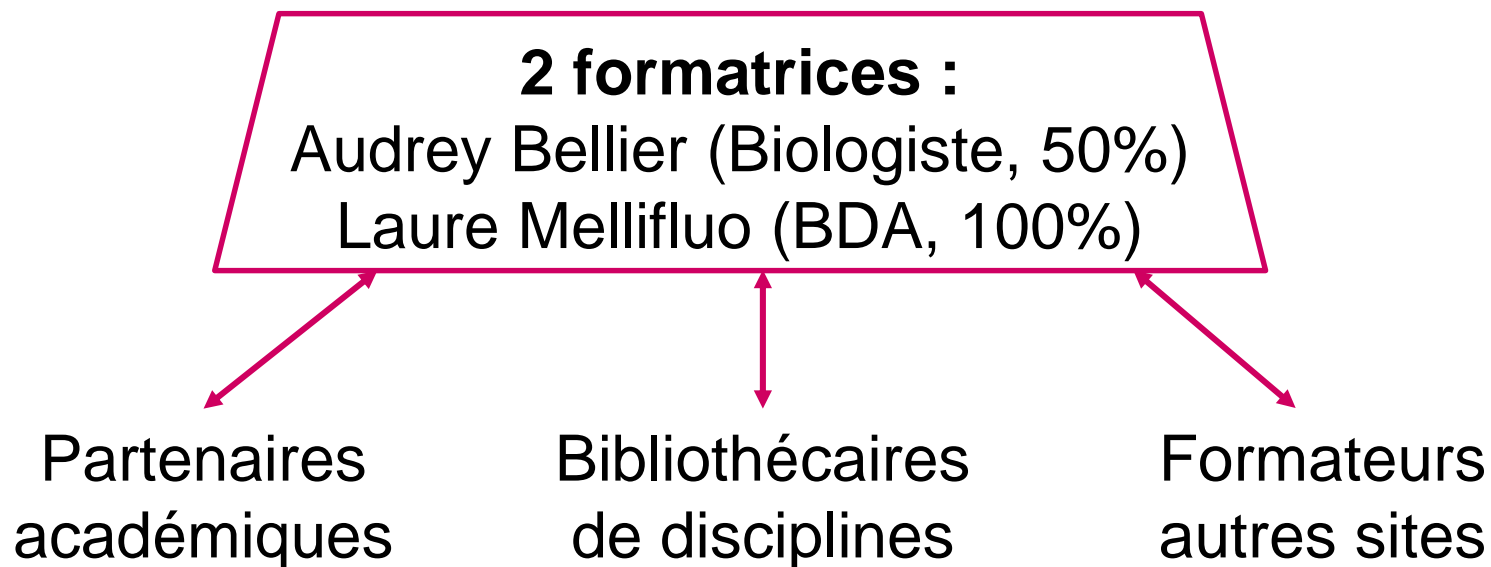 2 formatrices :
Audrey Bellier (Biologiste, 50%)
Laure Mellifluo (BDA, 100%)
Partenaires
académiques
Bibliothécaires
de disciplines
Formateurs
autres sites